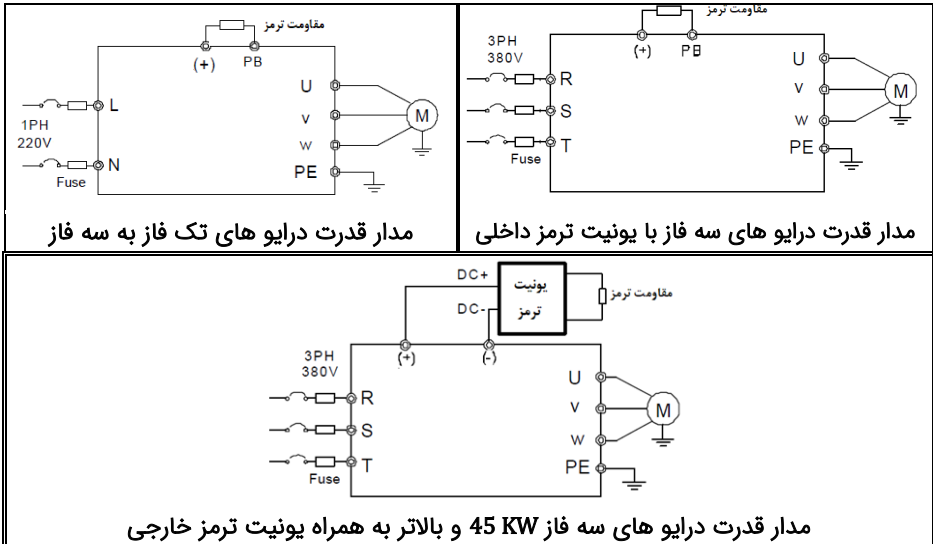 مقاومت ترمز
(+) PB
L
1PH
220V
N
Fuse
U
V
W
PE
M
مدار قدرت درایو های تک فاز به سه فاز
مقاومت ترمز
(+) PB
3PH
380V
R
S
T
Fuse
U
V
W
PE
M
مدار قدرت درایو های سه فاز با یونیت ترمز داخلی
DC+
DC-
یونیت
ترمز
مقاومت ترمز
(+) (-)
3PH
380V
R
S
T
Fuse
U
V
W
PE
M
مدار قدرت درایو های سه فاز 45 KW و بالاتر به همراه یونیت ترمز خارجی